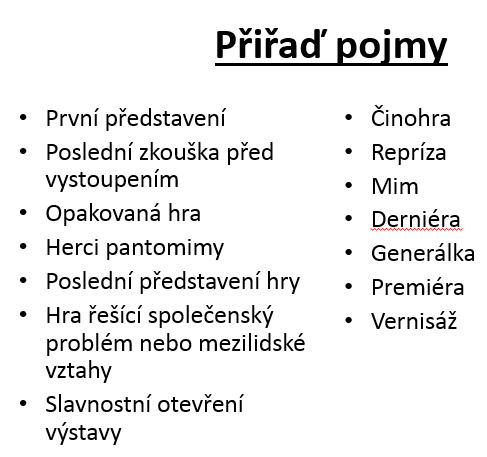 Přiřaď pojmy
• První představení
• Poslední zkouška před
vystoupením
• Opakovaná hra
• Herci pantomimy
• Poslední představení hry
• Hra řešící společenský
problém nebo mezilidské
vztahy
• Slavnostní otevření
výstavy
• Činohra
• Repríza
• Mim
• Derniéra
• Generálka
• Premiéra
• Vernisáž